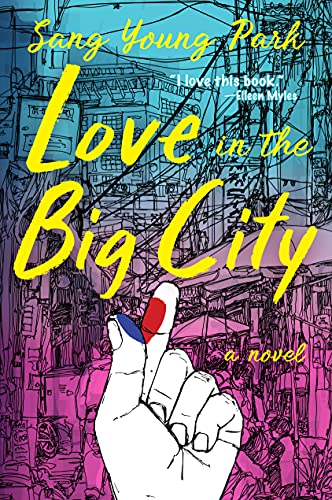 Sang Young Park
"I love this book."
—Eileen Myles
Love in the
Big City
a novel